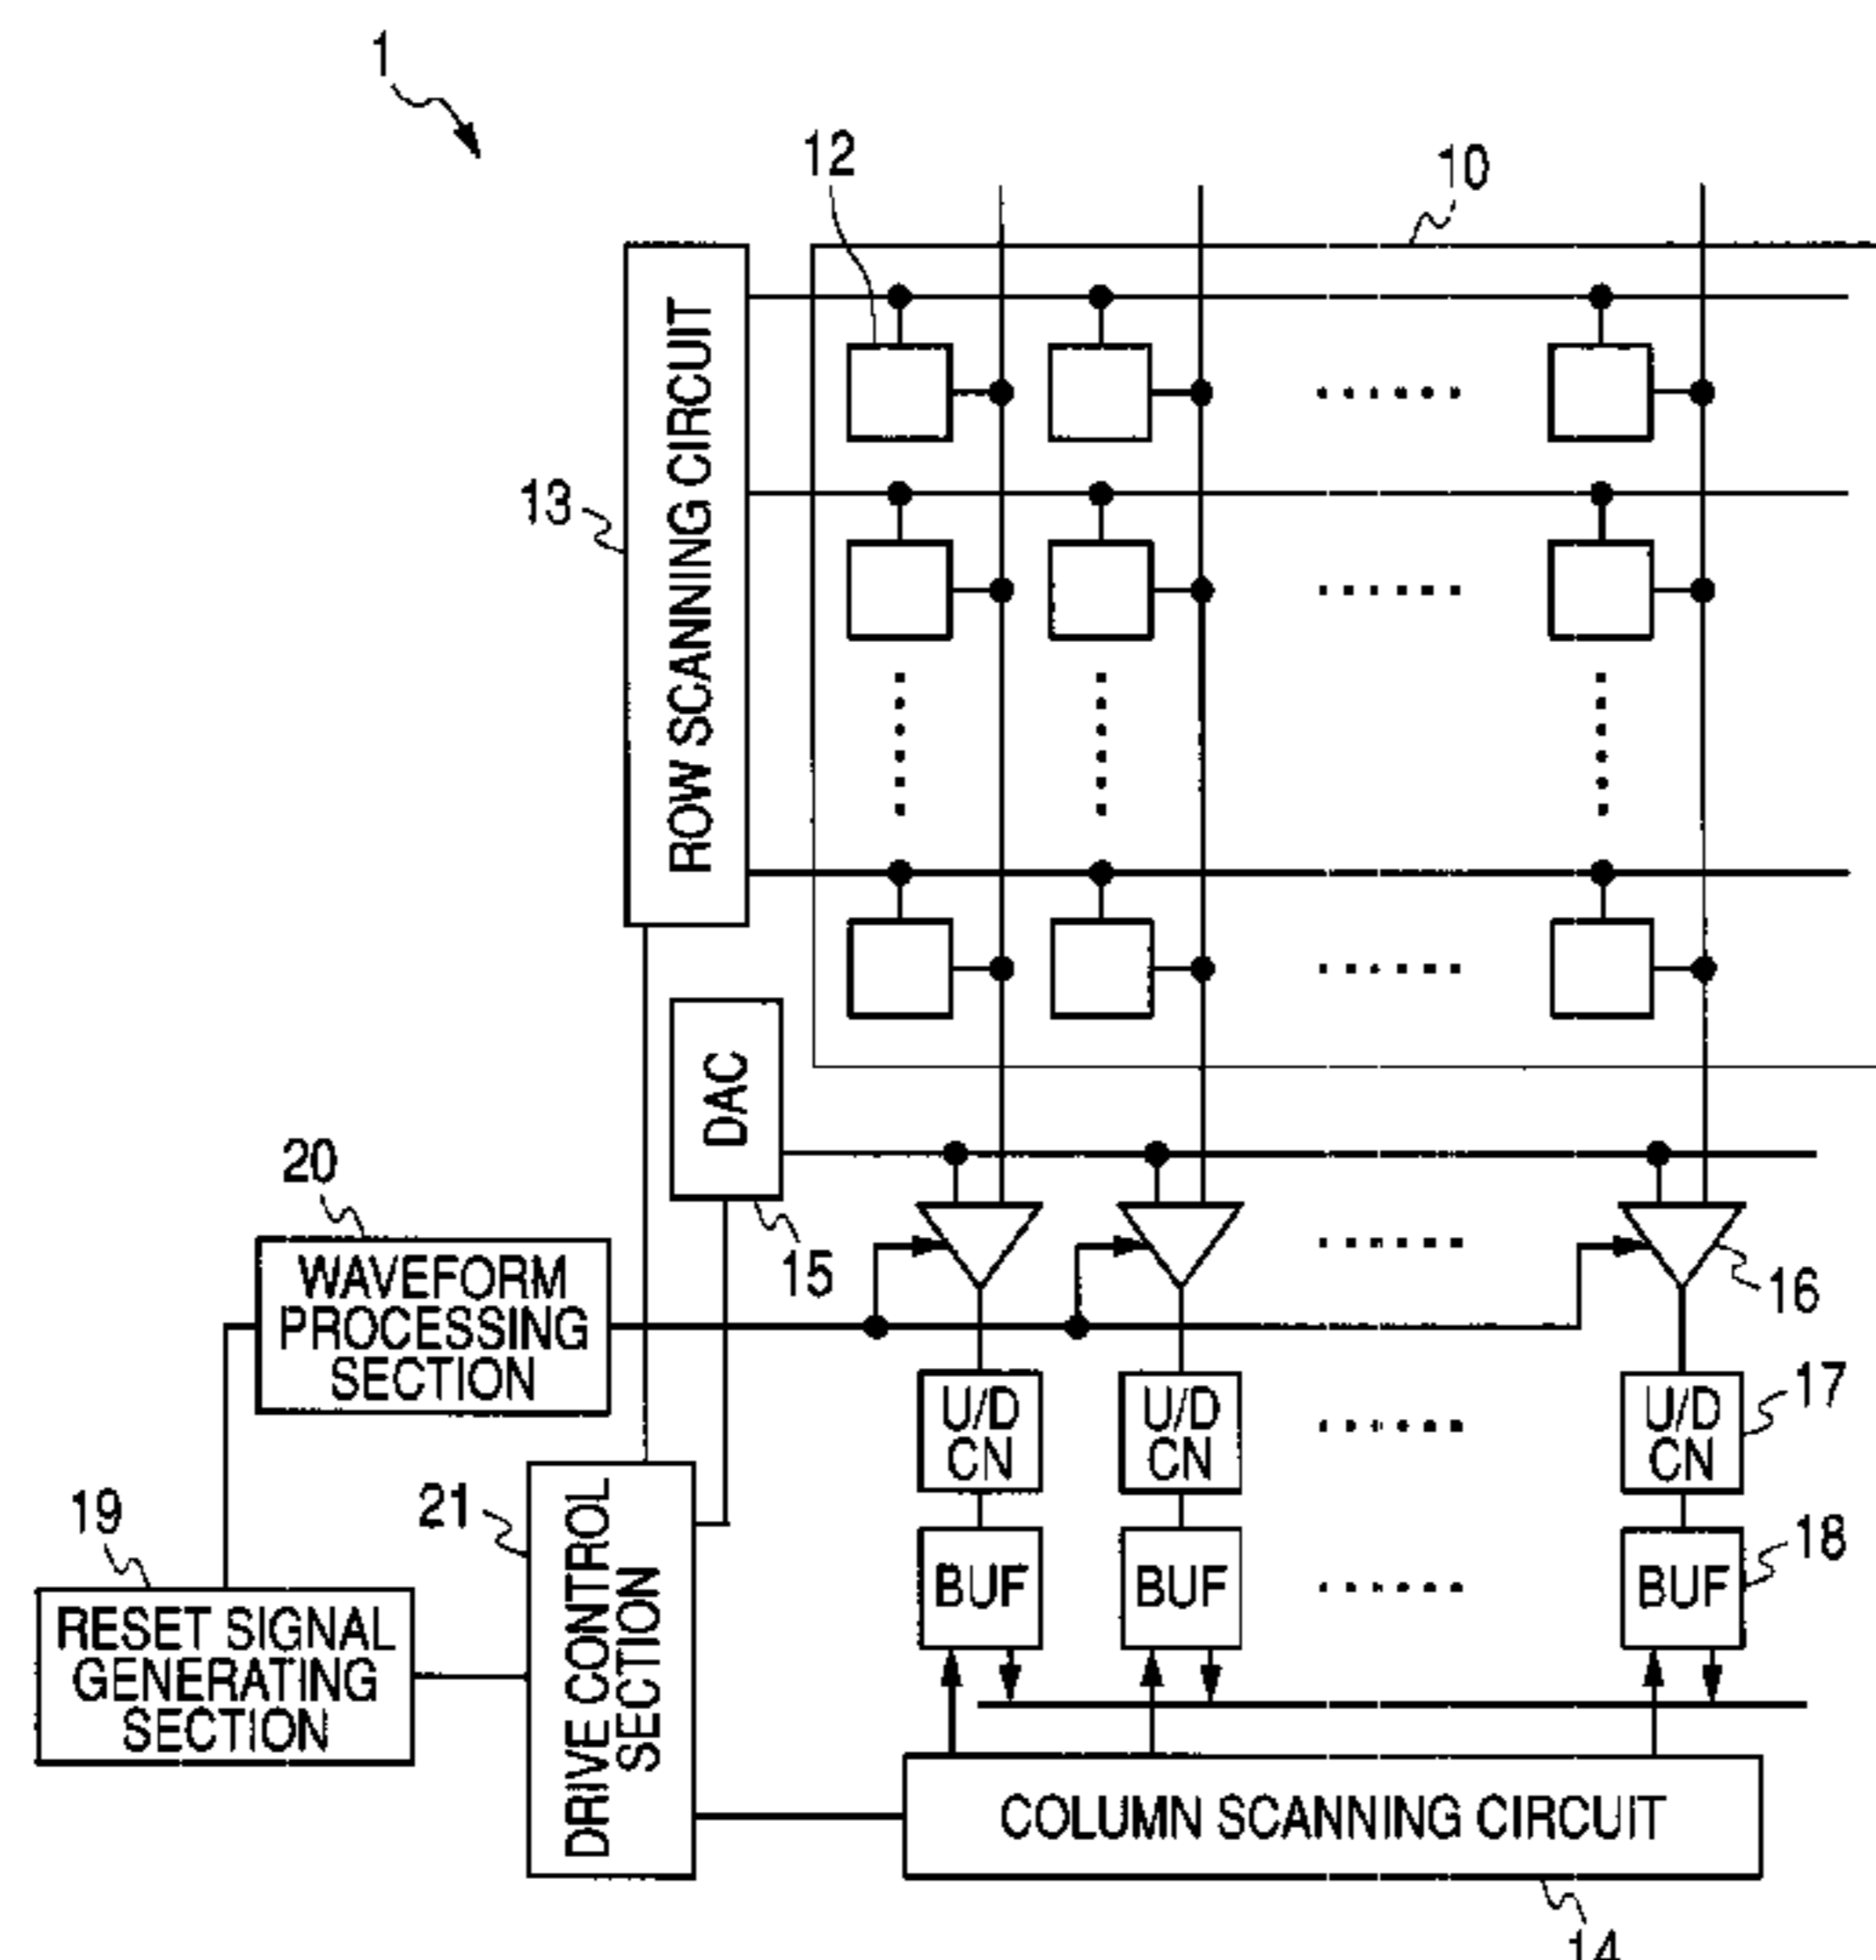 1
12
10
ROW SCANNING CIRCUIT
13
DAC
20
15
WAVEFORM
PROCESSING
SECTION
16
U/D
CN
U/D
CN
U/D
CN
17
19
21
BUF
BUF
BUF
18
RESET SIGNAL
GENERATING
SECTION
DRIVE CONTROL
SECTION
COLUMN SCANNING CIRCUIT
14